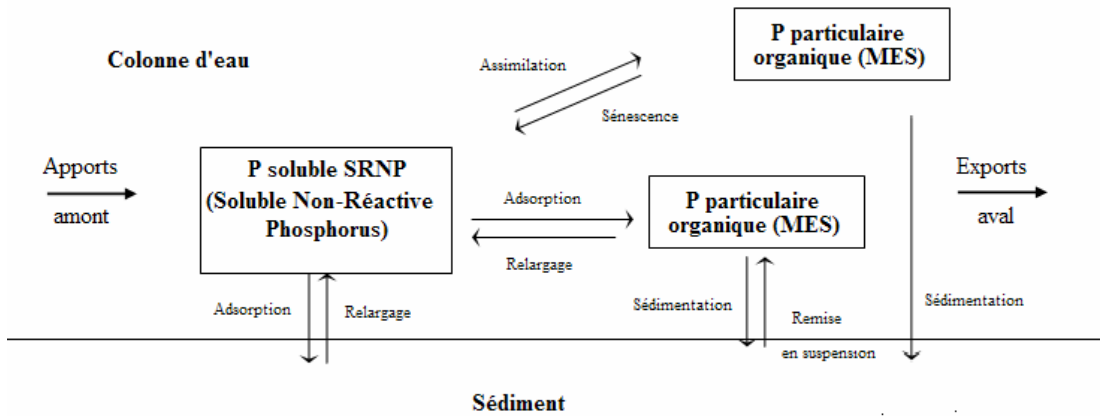 P particulaire
organique (MES)
Colonne d'eau
Assimilation
Sénescence
Apports
amont
P soluble SRNP
(Soluble Non-Réactive
Phosphorus)
Adsorption
Relargage
P particulaire
organique (MES)
Exports
aval
Adsorption
Relargage
Sédimentation
Remise
en suspension
Sédimentation
Sédiment